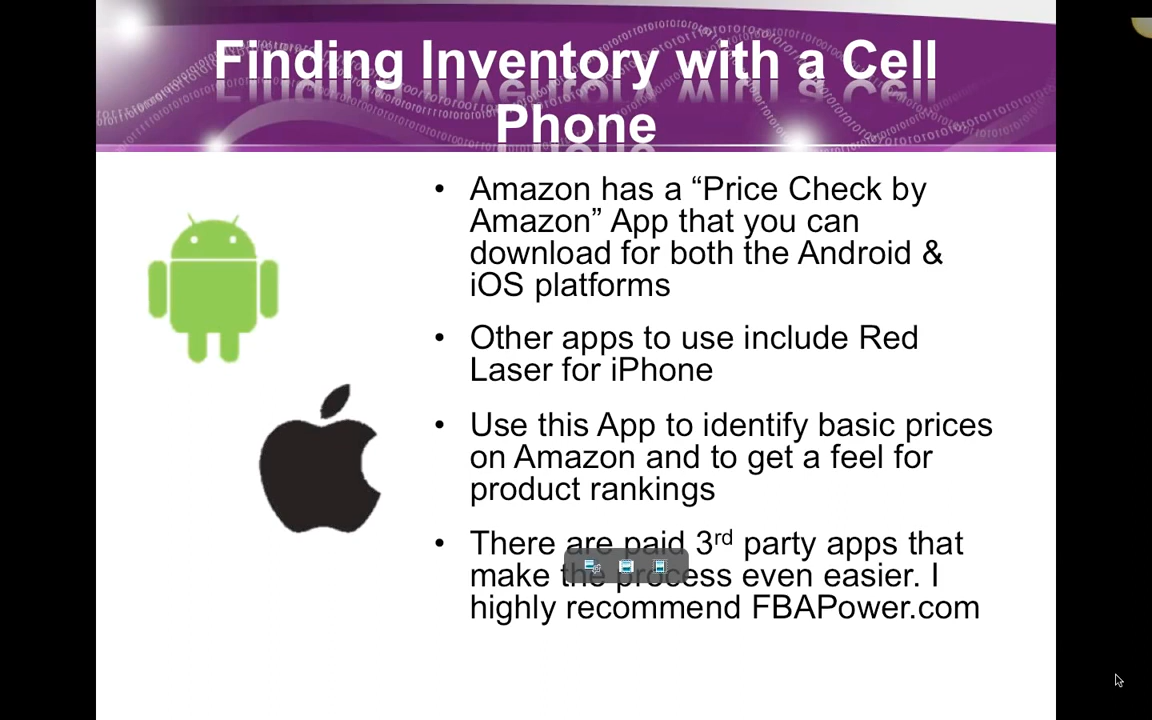 Finding Inventory with a Cell
Phone
• Amazon has a “Price Check by
Amazon” App that you can
download for both the Android &
iOS platforms
• Other apps to use include Red
Laser for iPhone
• Use this App to identify basic prices
on Amazon and to get a feel for
product rankings
• There are paid 3rd party apps that
make the process even easier. I
highly recommend FBAPower.com